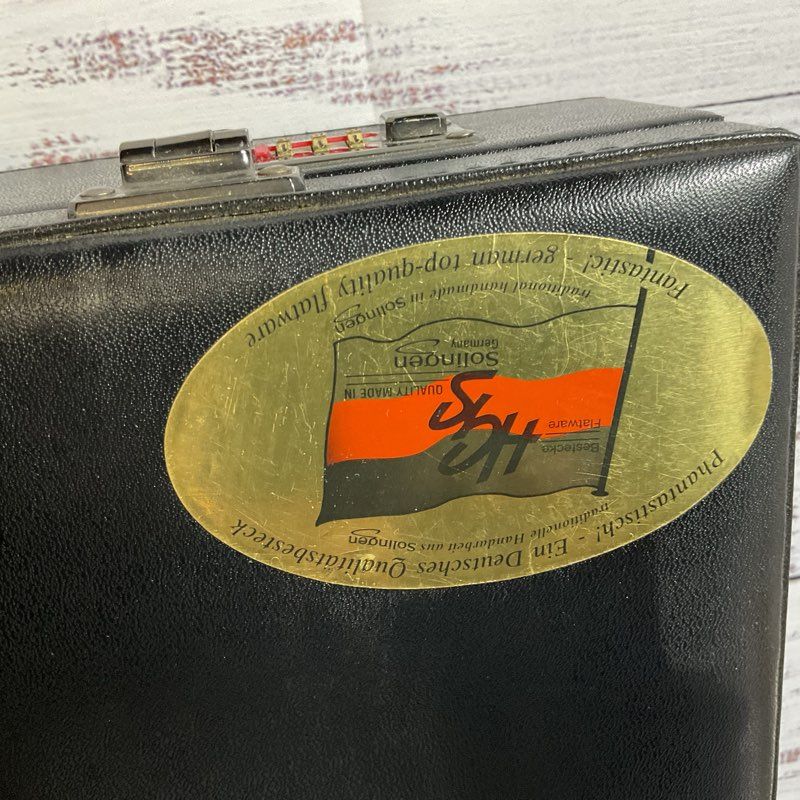 Phantastisch! - Ein Deutsches Qualitätsbesteck
traditionelle Handarbeit aus Solingen
Bestecke
Flatware
QUALITY MADE IN
Solingen
Germany
traditional handmade in Solingen
Fantastic! - german top-quality flatware